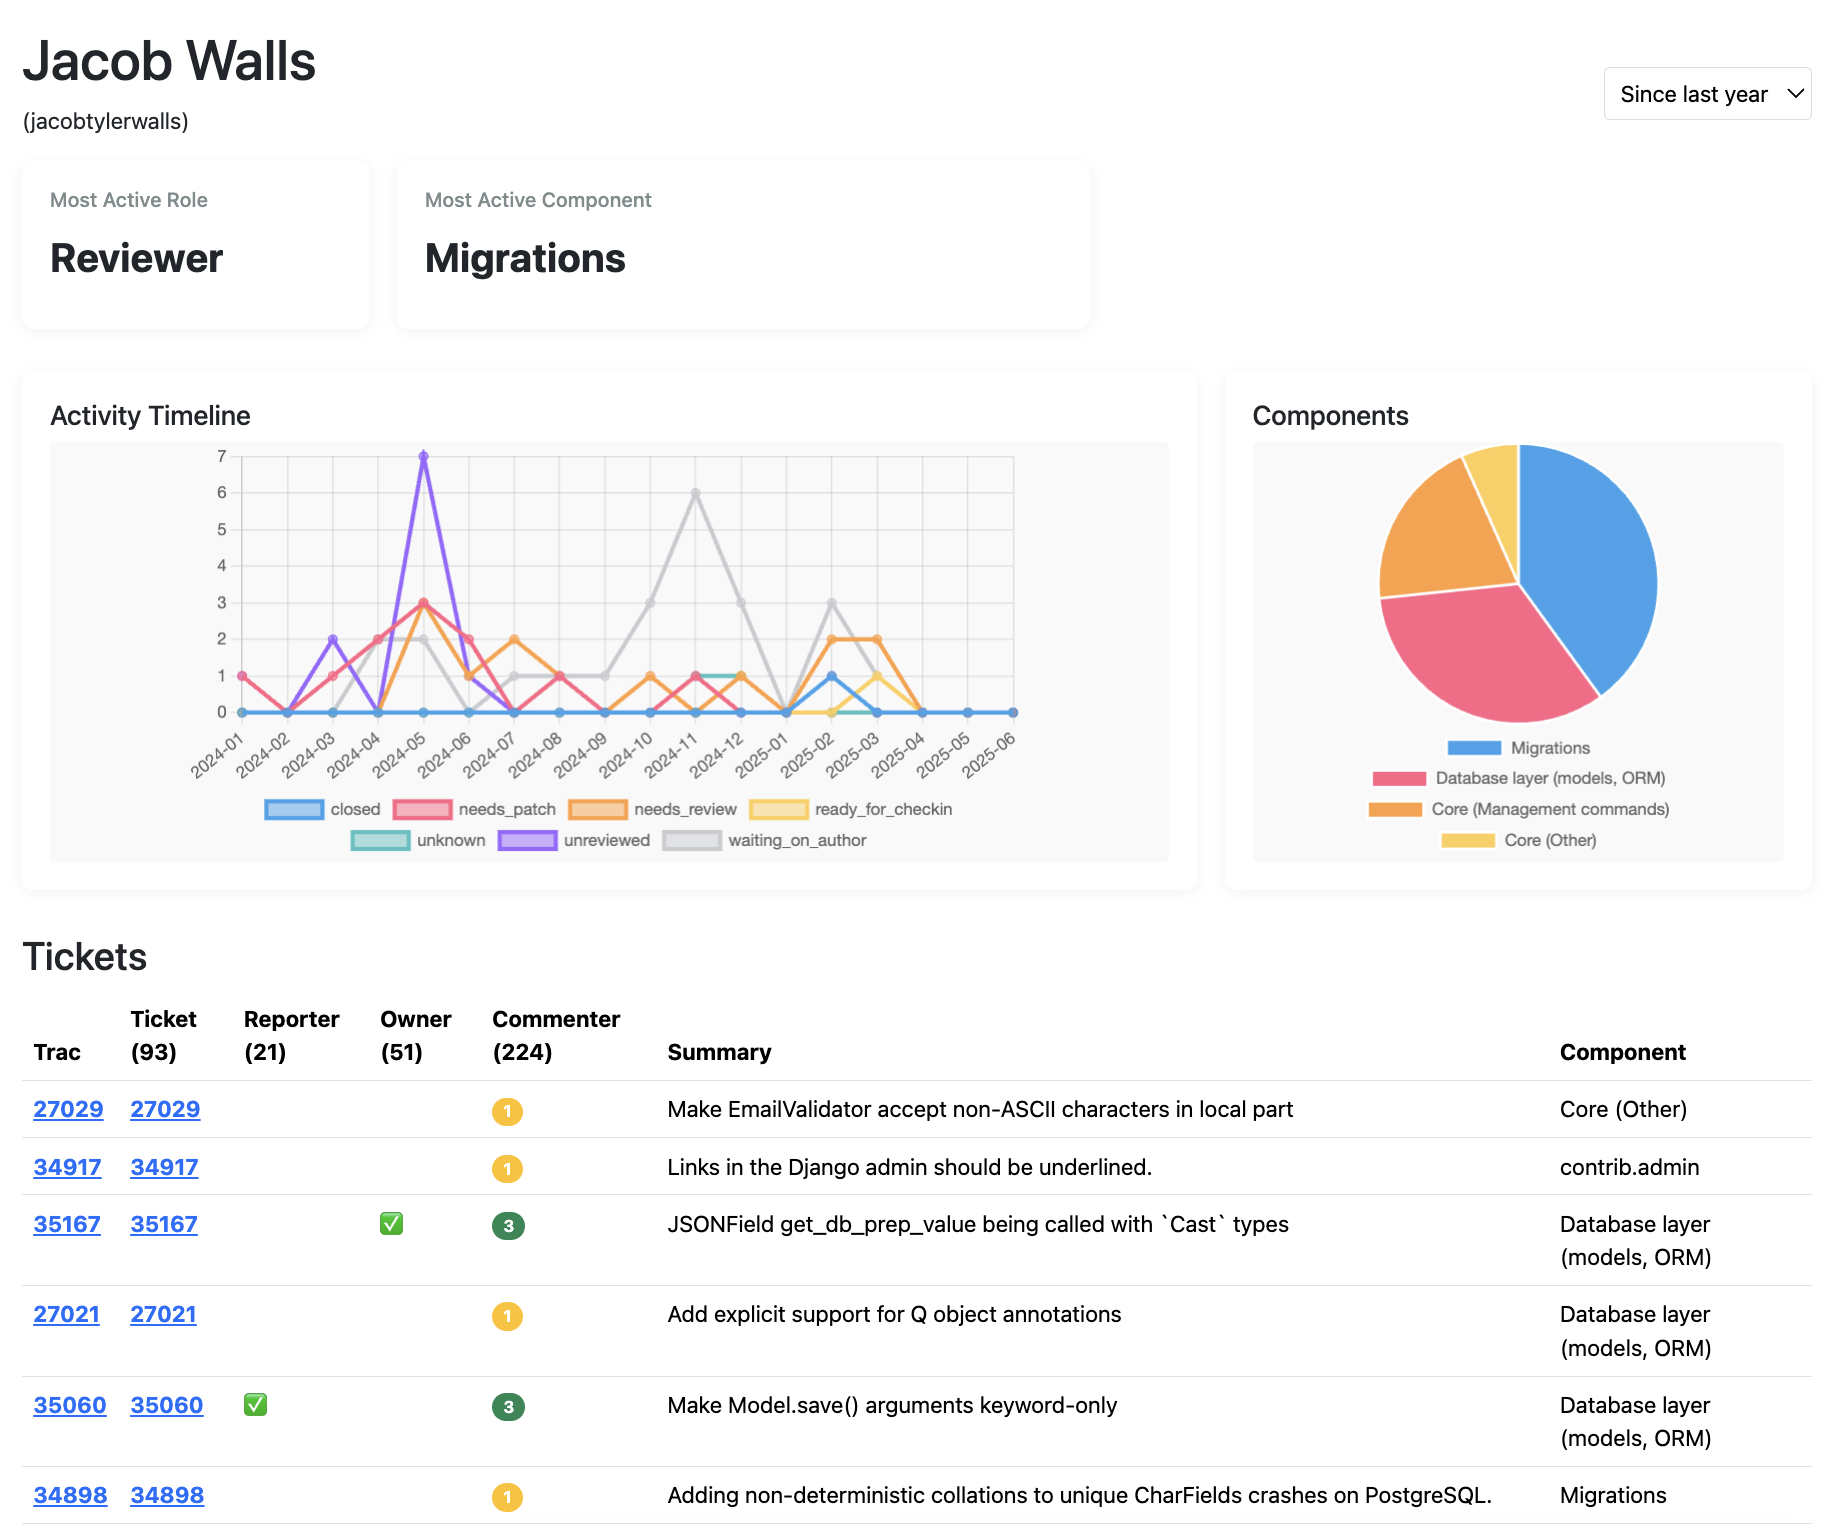 Jacob Walls
(jacobtylerwalls)
Since last year
Most Active Role
Reviewer
Most Active Component
Migrations
Activity Timeline
7
6
5
4
3
2
1
0
2024-01 2024-02 2024-03 2024-04 2024-05 2024-06 2024-07 2024-08 2024-09 2024-10 2024-11 2024-12 2025-01 2025-02 2025-03 2025-04 2025-05 2025-06
closed needs_patch needs_review ready_for_checkin
unknown unreviewed waiting_on_author
Components
Migrations
Database layer (models, ORM)
Core (Management commands)
Core (Other)
Tickets
Trac Ticket (93) Reporter (21) Owner (51) Commenter (224) Summary Component
27029 27029 1 Make EmailValidator accept non-ASCII characters in local part Core (Other)
34917 34917 1 Links in the Django admin should be underlined. contrib.admin
35167 35167 ✅ 3 JSONField get_db_prep_value being called with `Cast` types Database layer
(models, ORM)
27021 27021 1 Add explicit support for Q object annotations Database layer
(models, ORM)
35060 35060 ✅ 3 Make Model.save() arguments keyword-only Database layer
(models, ORM)
34898 34898 1 Adding non-deterministic collations to unique CharFields crashes on PostgreSQL. Migrations